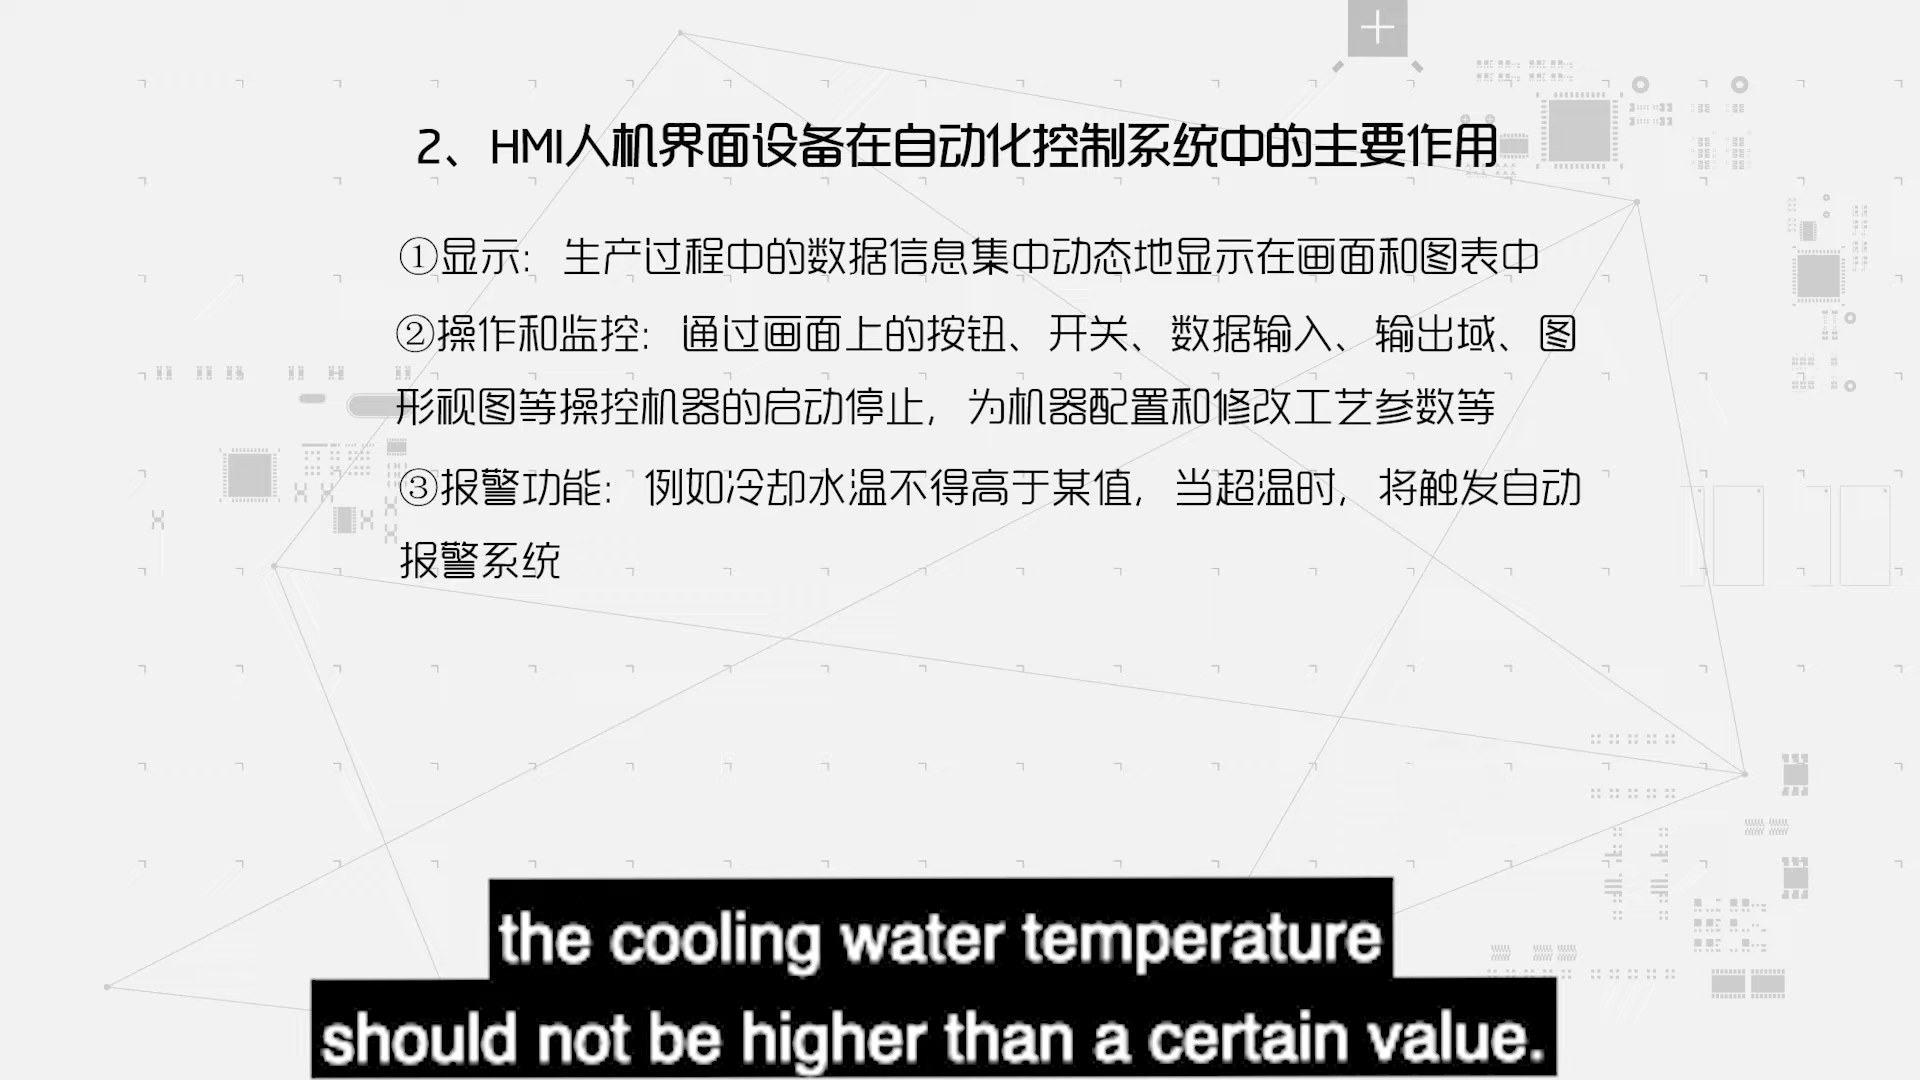 2、HMI人机界面设备在自动化控制系统中的主要作用
①显示：生产过程中的数据信息集中动态地显示在画面和图表中
②操作和监控：通过画面上的按钮、开关、数据输入、输出域、图
形视图等操控机器的启动停止，为机器配置和修改工艺参数等
③报警功能：例如冷却水温不得高于某值，当超温时，将触发自动
报警系统
the cooling water temperature
should not be higher than a certain value.